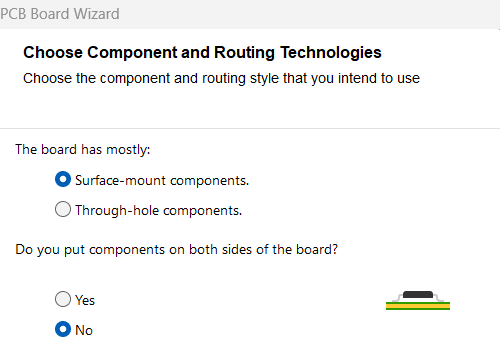 PCB Board Wizard
Choose Component and Routing Technologies
Choose the component and routing style that you intend to use
The board has mostly:
Surface-mount components.
Through-hole components.
Do you put components on both sides of the board?
Yes
No